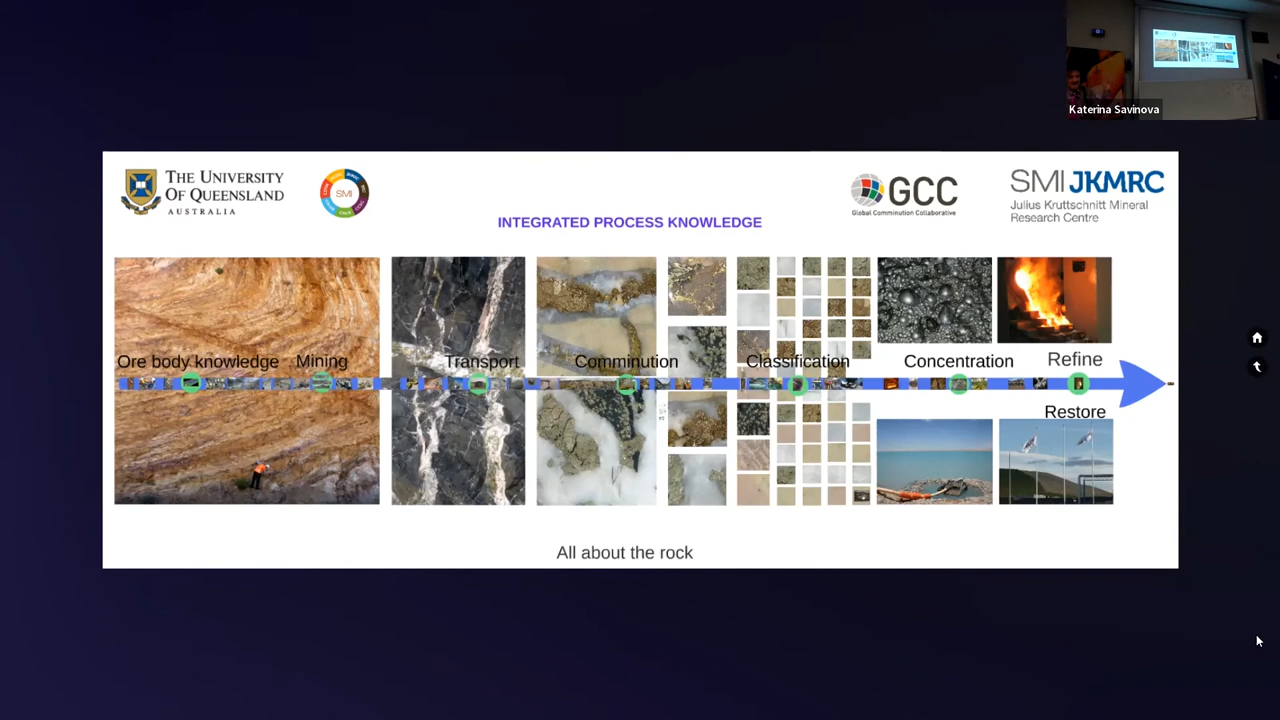 Katerina Savinova
THE UNIVERSITY
OF QUEENSLAND
AUSTRALIA
SMI
GCC
Global Comminution Collaborative
SMI JKMRC
Julius Kruttschnitt Mineral
Research Centre
INTEGRATED PROCESS KNOWLEDGE
Ore body knowledge
Mining
Transport
Comminution
Classification
Concentration
Refine
Restore
All about the rock